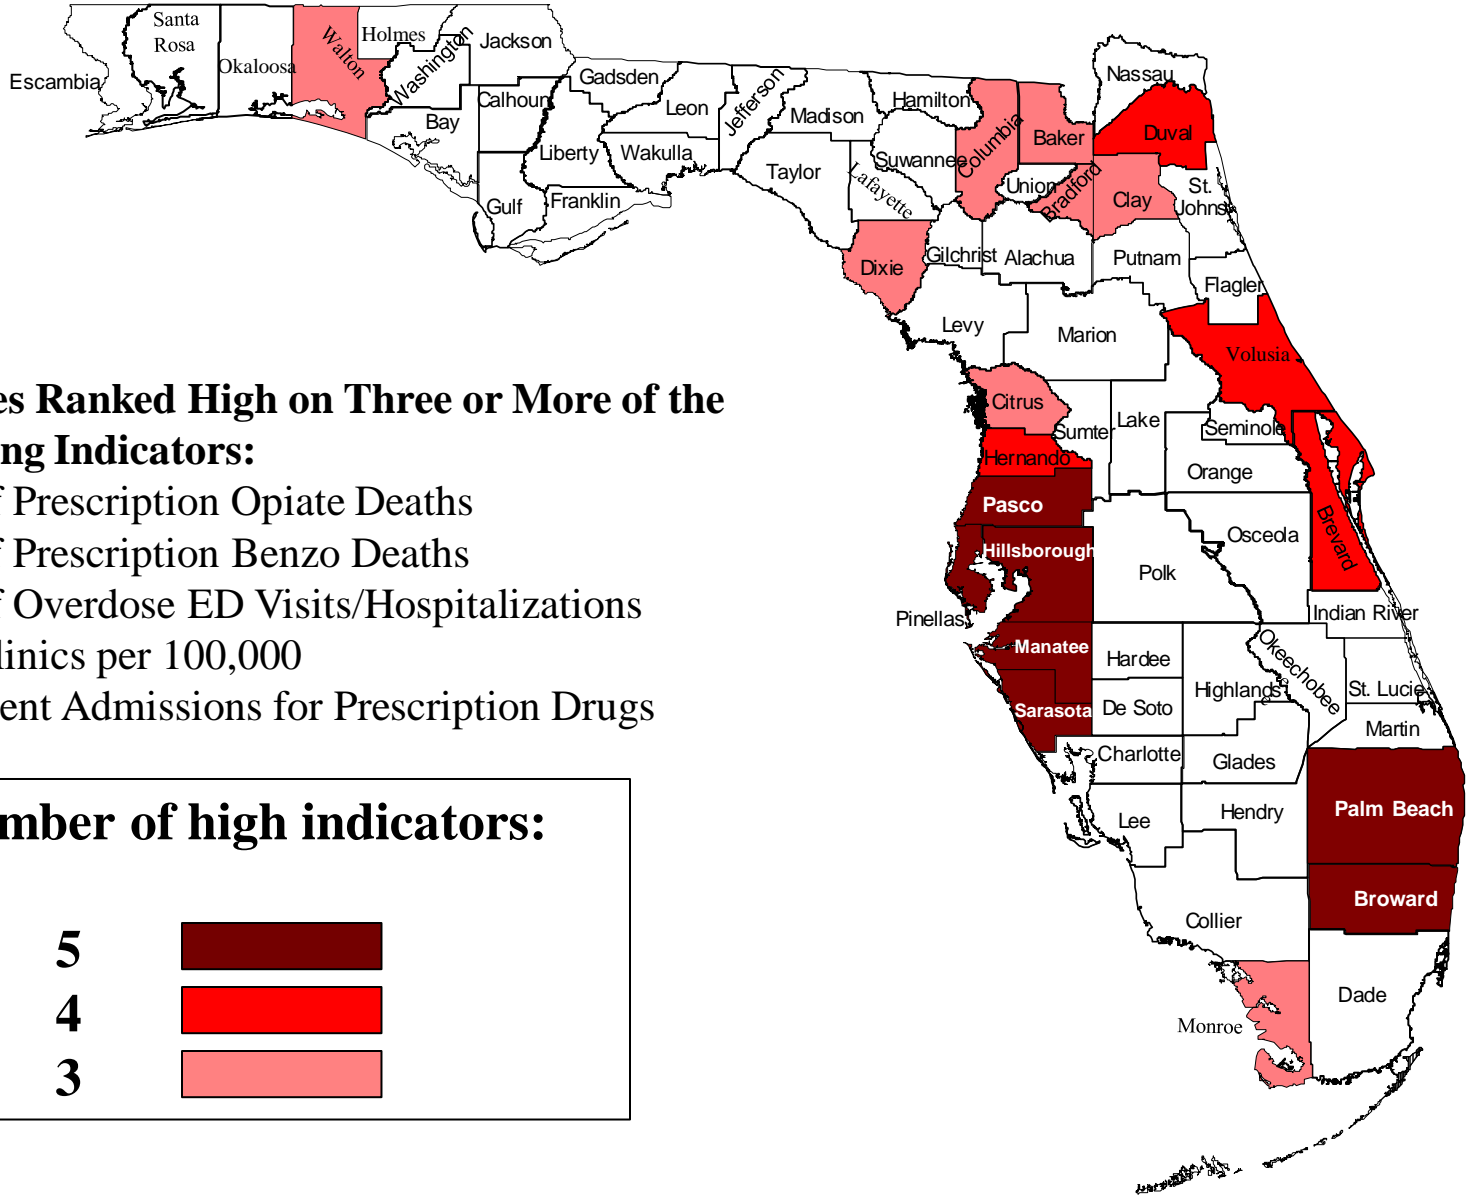 Santa
Rosa
Holmes
Walton
Jackson
Washington
Escambia
Okaloosa
Gadsden
Calhoun
Leon
Jefferson
Bay
Madison
Hamilton
Nassau
Duval
Liberty
Wakulla
Taylor
Lafayette
Suwannee
Columbia
Baker
Union
Bradford
Clay
St.
Johns
Gulf
Franklin
Dixie
Gilchrist
Alachua
Putnam
Flagler
Levy
Marion
Volusia
es Ranked High on Three or More of the
ng Indicators:
f Prescription Opiate Deaths
f Prescription Benzo Deaths
f Overdose ED Visits/Hospitalizations
linics per 100,000
ent Admissions for Prescription Drugs
Citrus
Sumter
Lake
Seminole
Hernando
Orange
Pasco
Brevard
Osceola
Hillsborough
Polk
Pinellas
Indian River
Manatee
Hardee
Okeechobee
Highlands
St. Lucie
Sarasota
De Soto
Martin
Charlotte
Glades
Lee
Hendry
Palm Beach
Broward
Collier
Dade
Monroe
mber of high indicators:
5
4
3